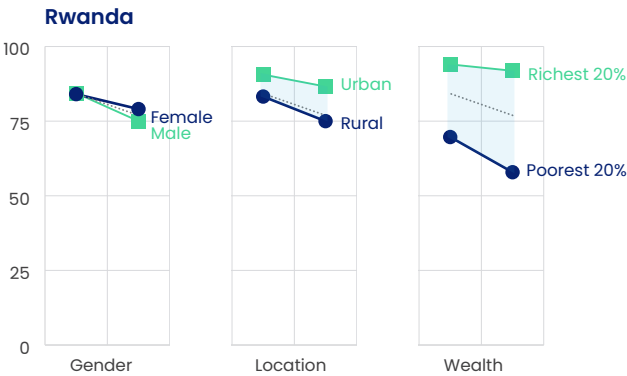 Rwanda
100
75
50
25
0
Female
Male
Gender
Urban
Rural
Location
Richest 20%
Poorest 20%
Wealth